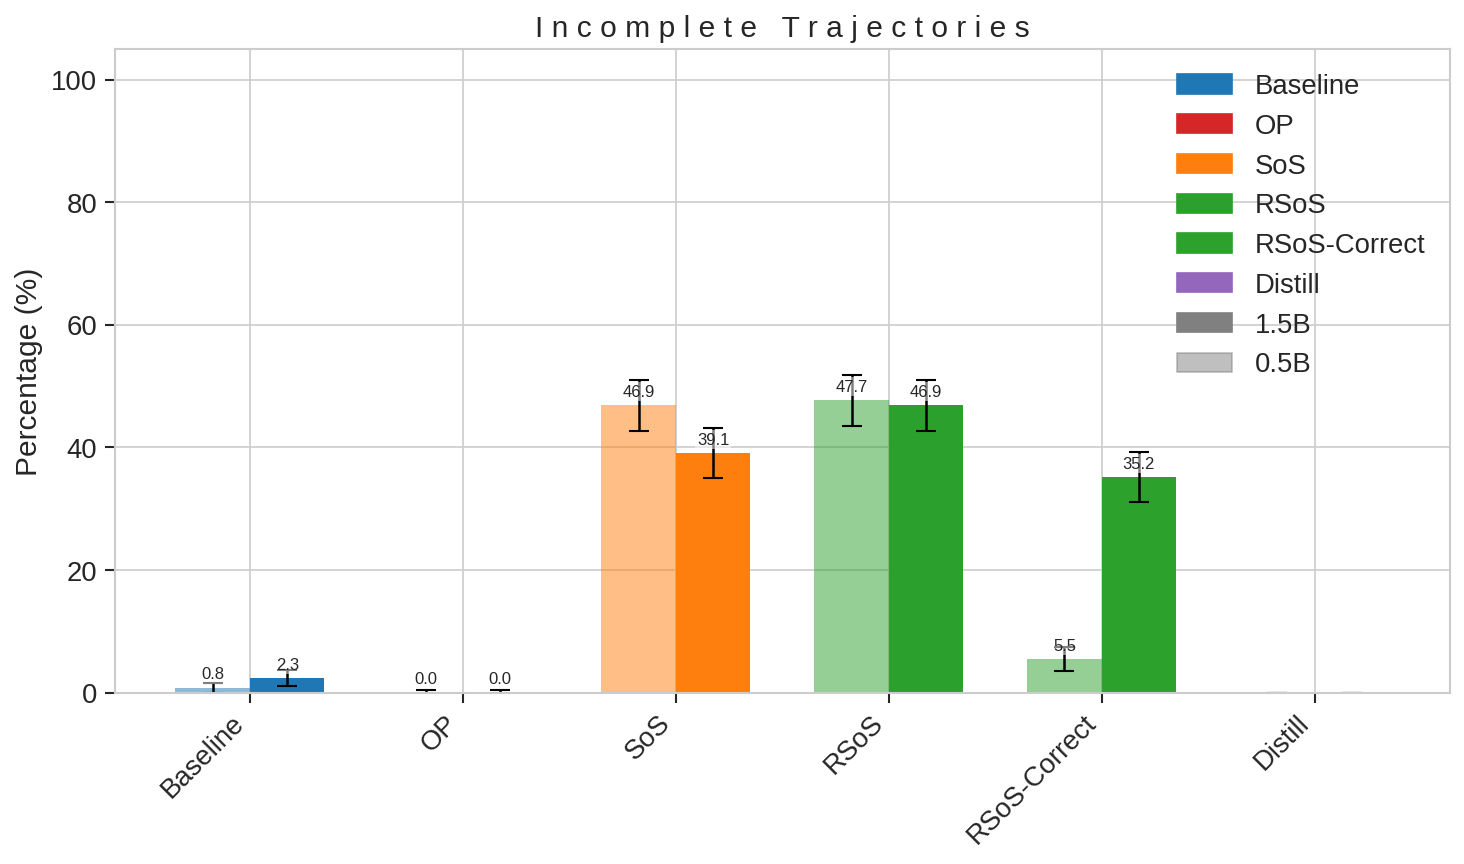 Incomplete Trajectories
Percentage (%)
100
80
60
40
20
0
Baseline
OP
SoS
RSoS
RSoS-Correct
Distill
1.5B
0.5B
0.8
2.3
0.0
0.0
46.9
39.1
47.7
46.9
5.5
35.2
Baseline
OP
SoS
RSoS
RSoS-Correct
Distill